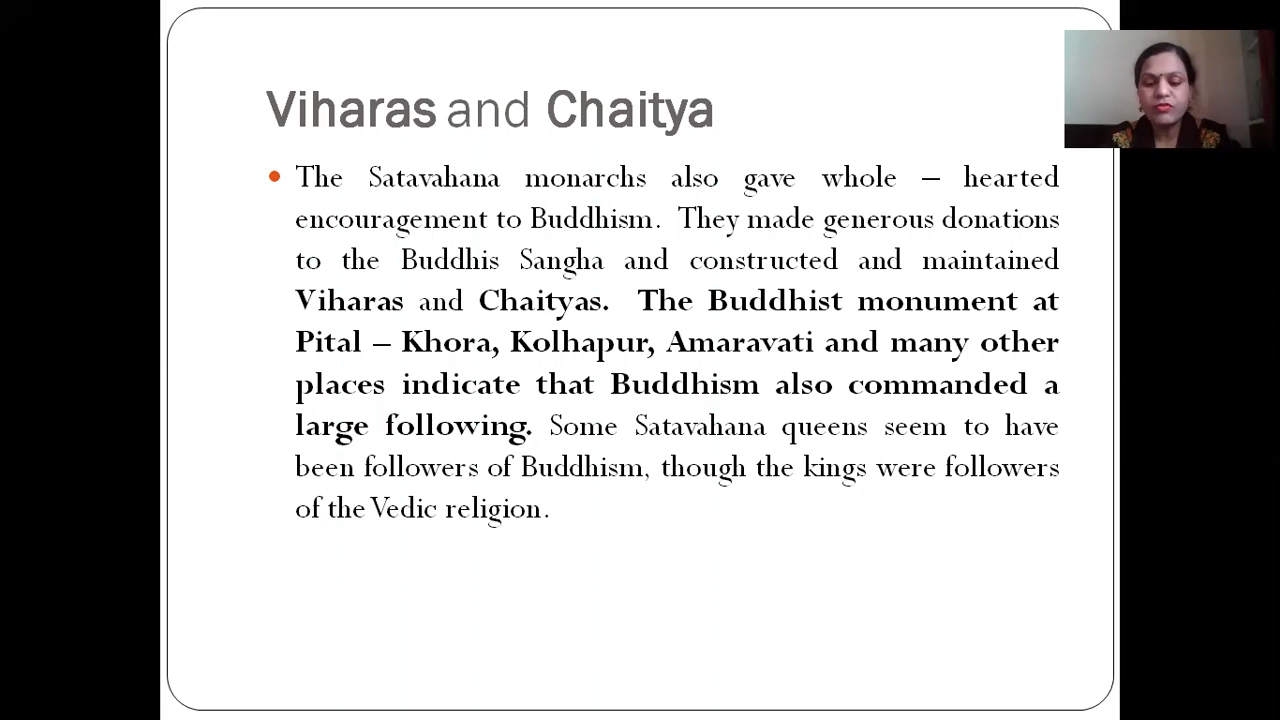 Viharas and Chaitya
• The Satavahana monarchs also gave whole – hearted
encouragement to Buddhism. They made generous donations
to the Buddhis Sangha and constructed and maintained
Viharas and Chaityas. The Buddhist monument at
Pital – Khora, Kolhapur, Amaravati and many other
places indicate that Buddhism also commanded a
large following. Some Satavahana queens seem to have
been followers of Buddhism, though the kings were followers
of the Vedic religion.